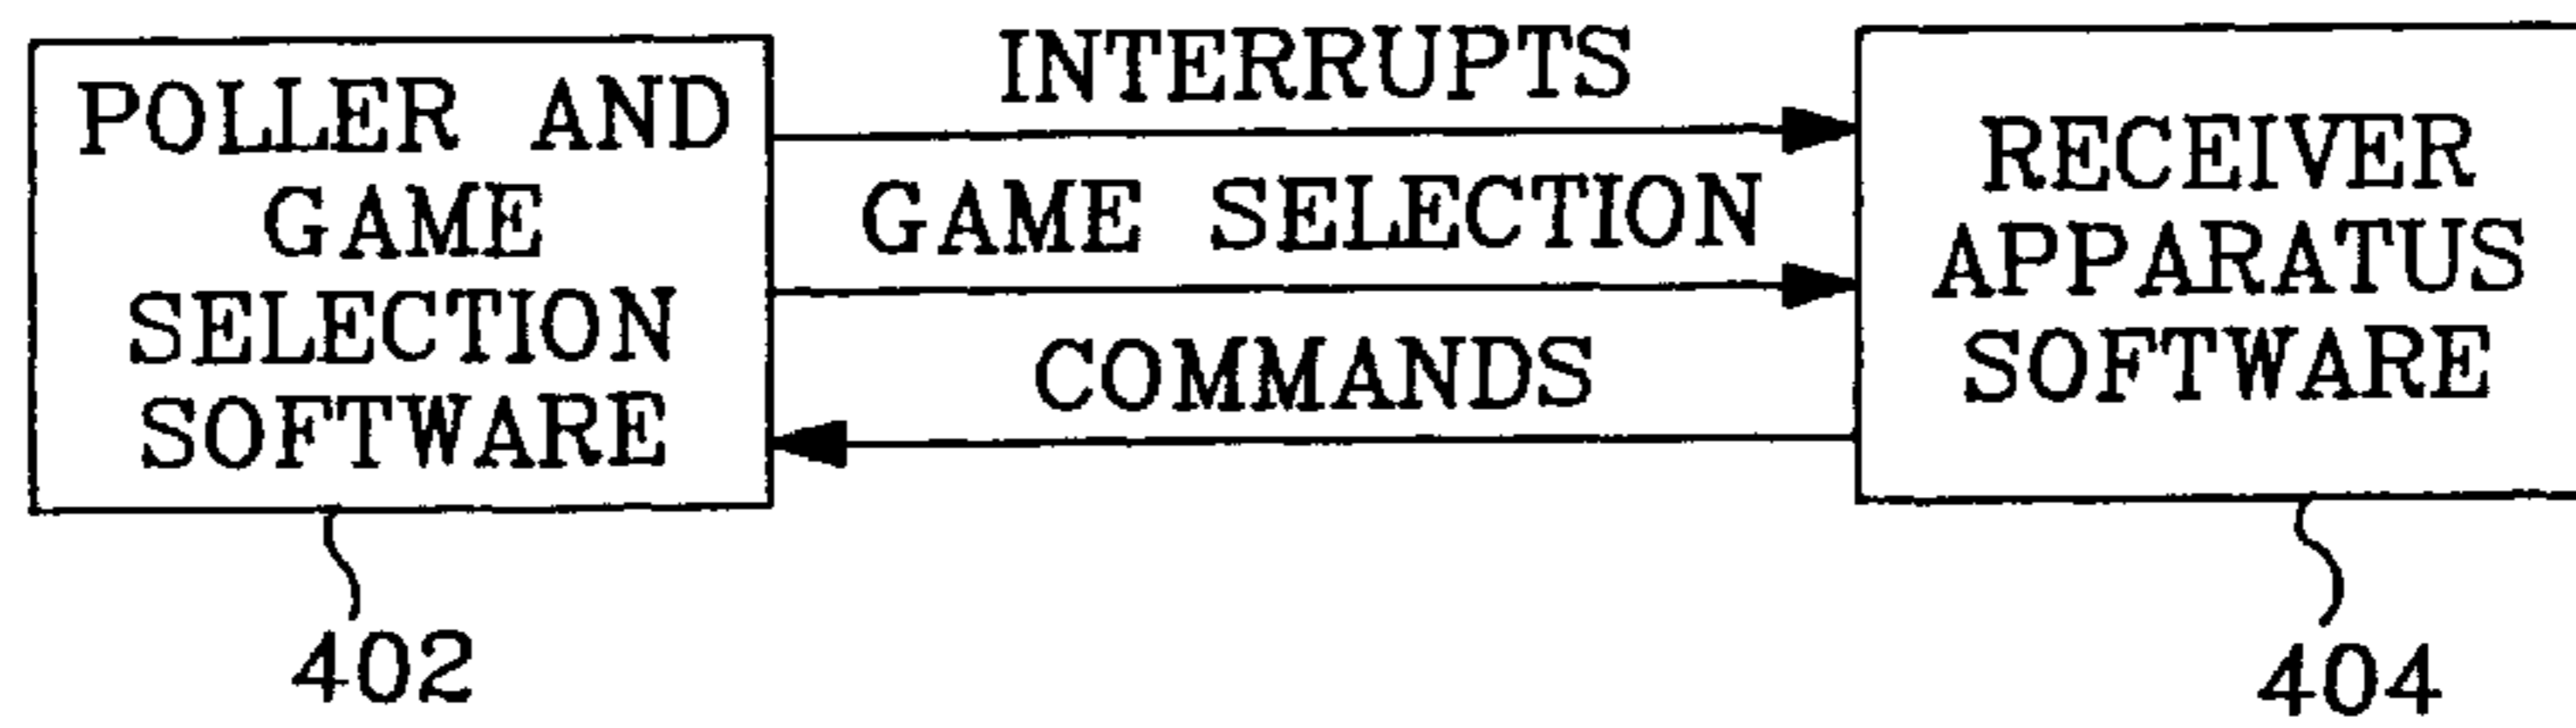 POLLER AND
GAME
SELECTION
SOFTWARE
INTERRUPTS
GAME SELECTION
COMMANDS
RECEIVER
APPARATUS
SOFTWARE
402
404